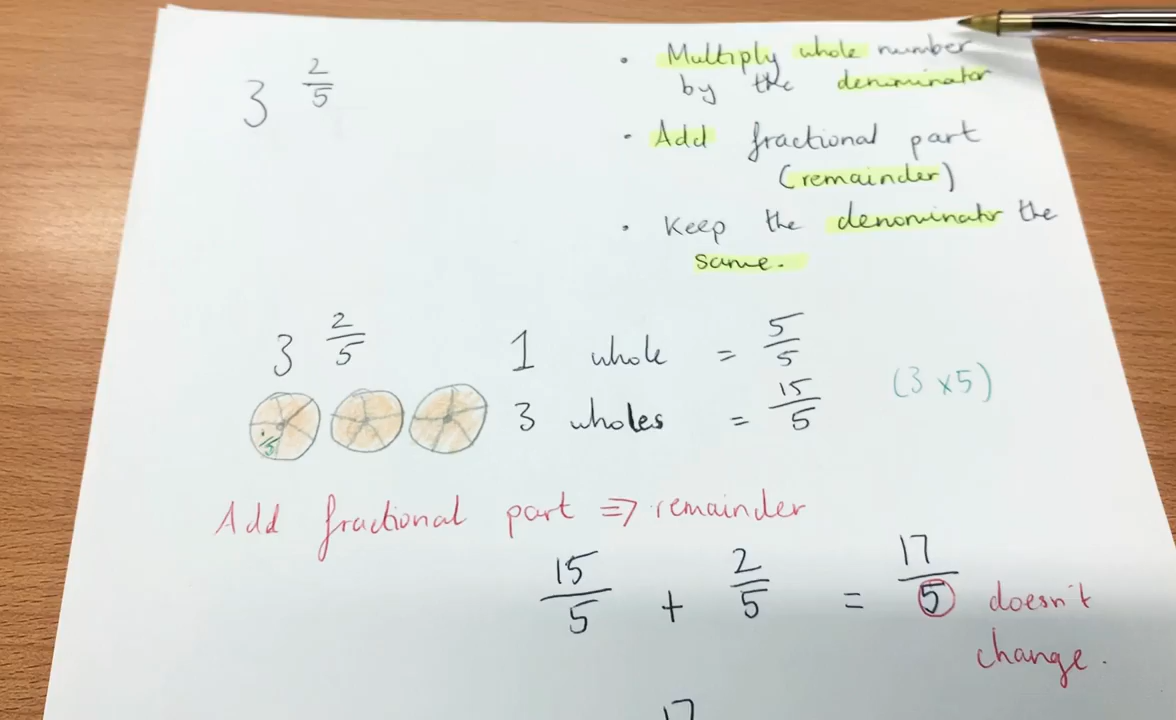 3 2/5
• Multiply whole number
by the denominator
• Add fractional part
(remainder)
• Keep the denominator the
same.
3 2/5
1 whole = 5/5
3 wholes = 15/5 (3 x5)
Add fractional part => remainder
15/5 + 2/5 = 17/5 doesn't
change.
17